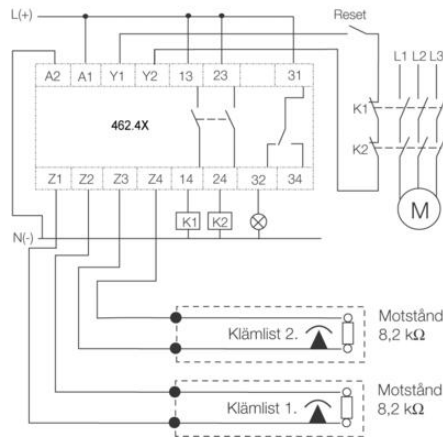 L(+)
Reset
L1 L2 L3
A2 A1 Y1 Y2 13 23 31
K1
462.4X
K2
Z1 Z2 Z3 Z4 14 24 32 34
M
K1 K2
N(-)
Klämlist 2.
Motstånd
8,2 kΩ
Klämlist 1.
Motstånd
8,2 kΩ